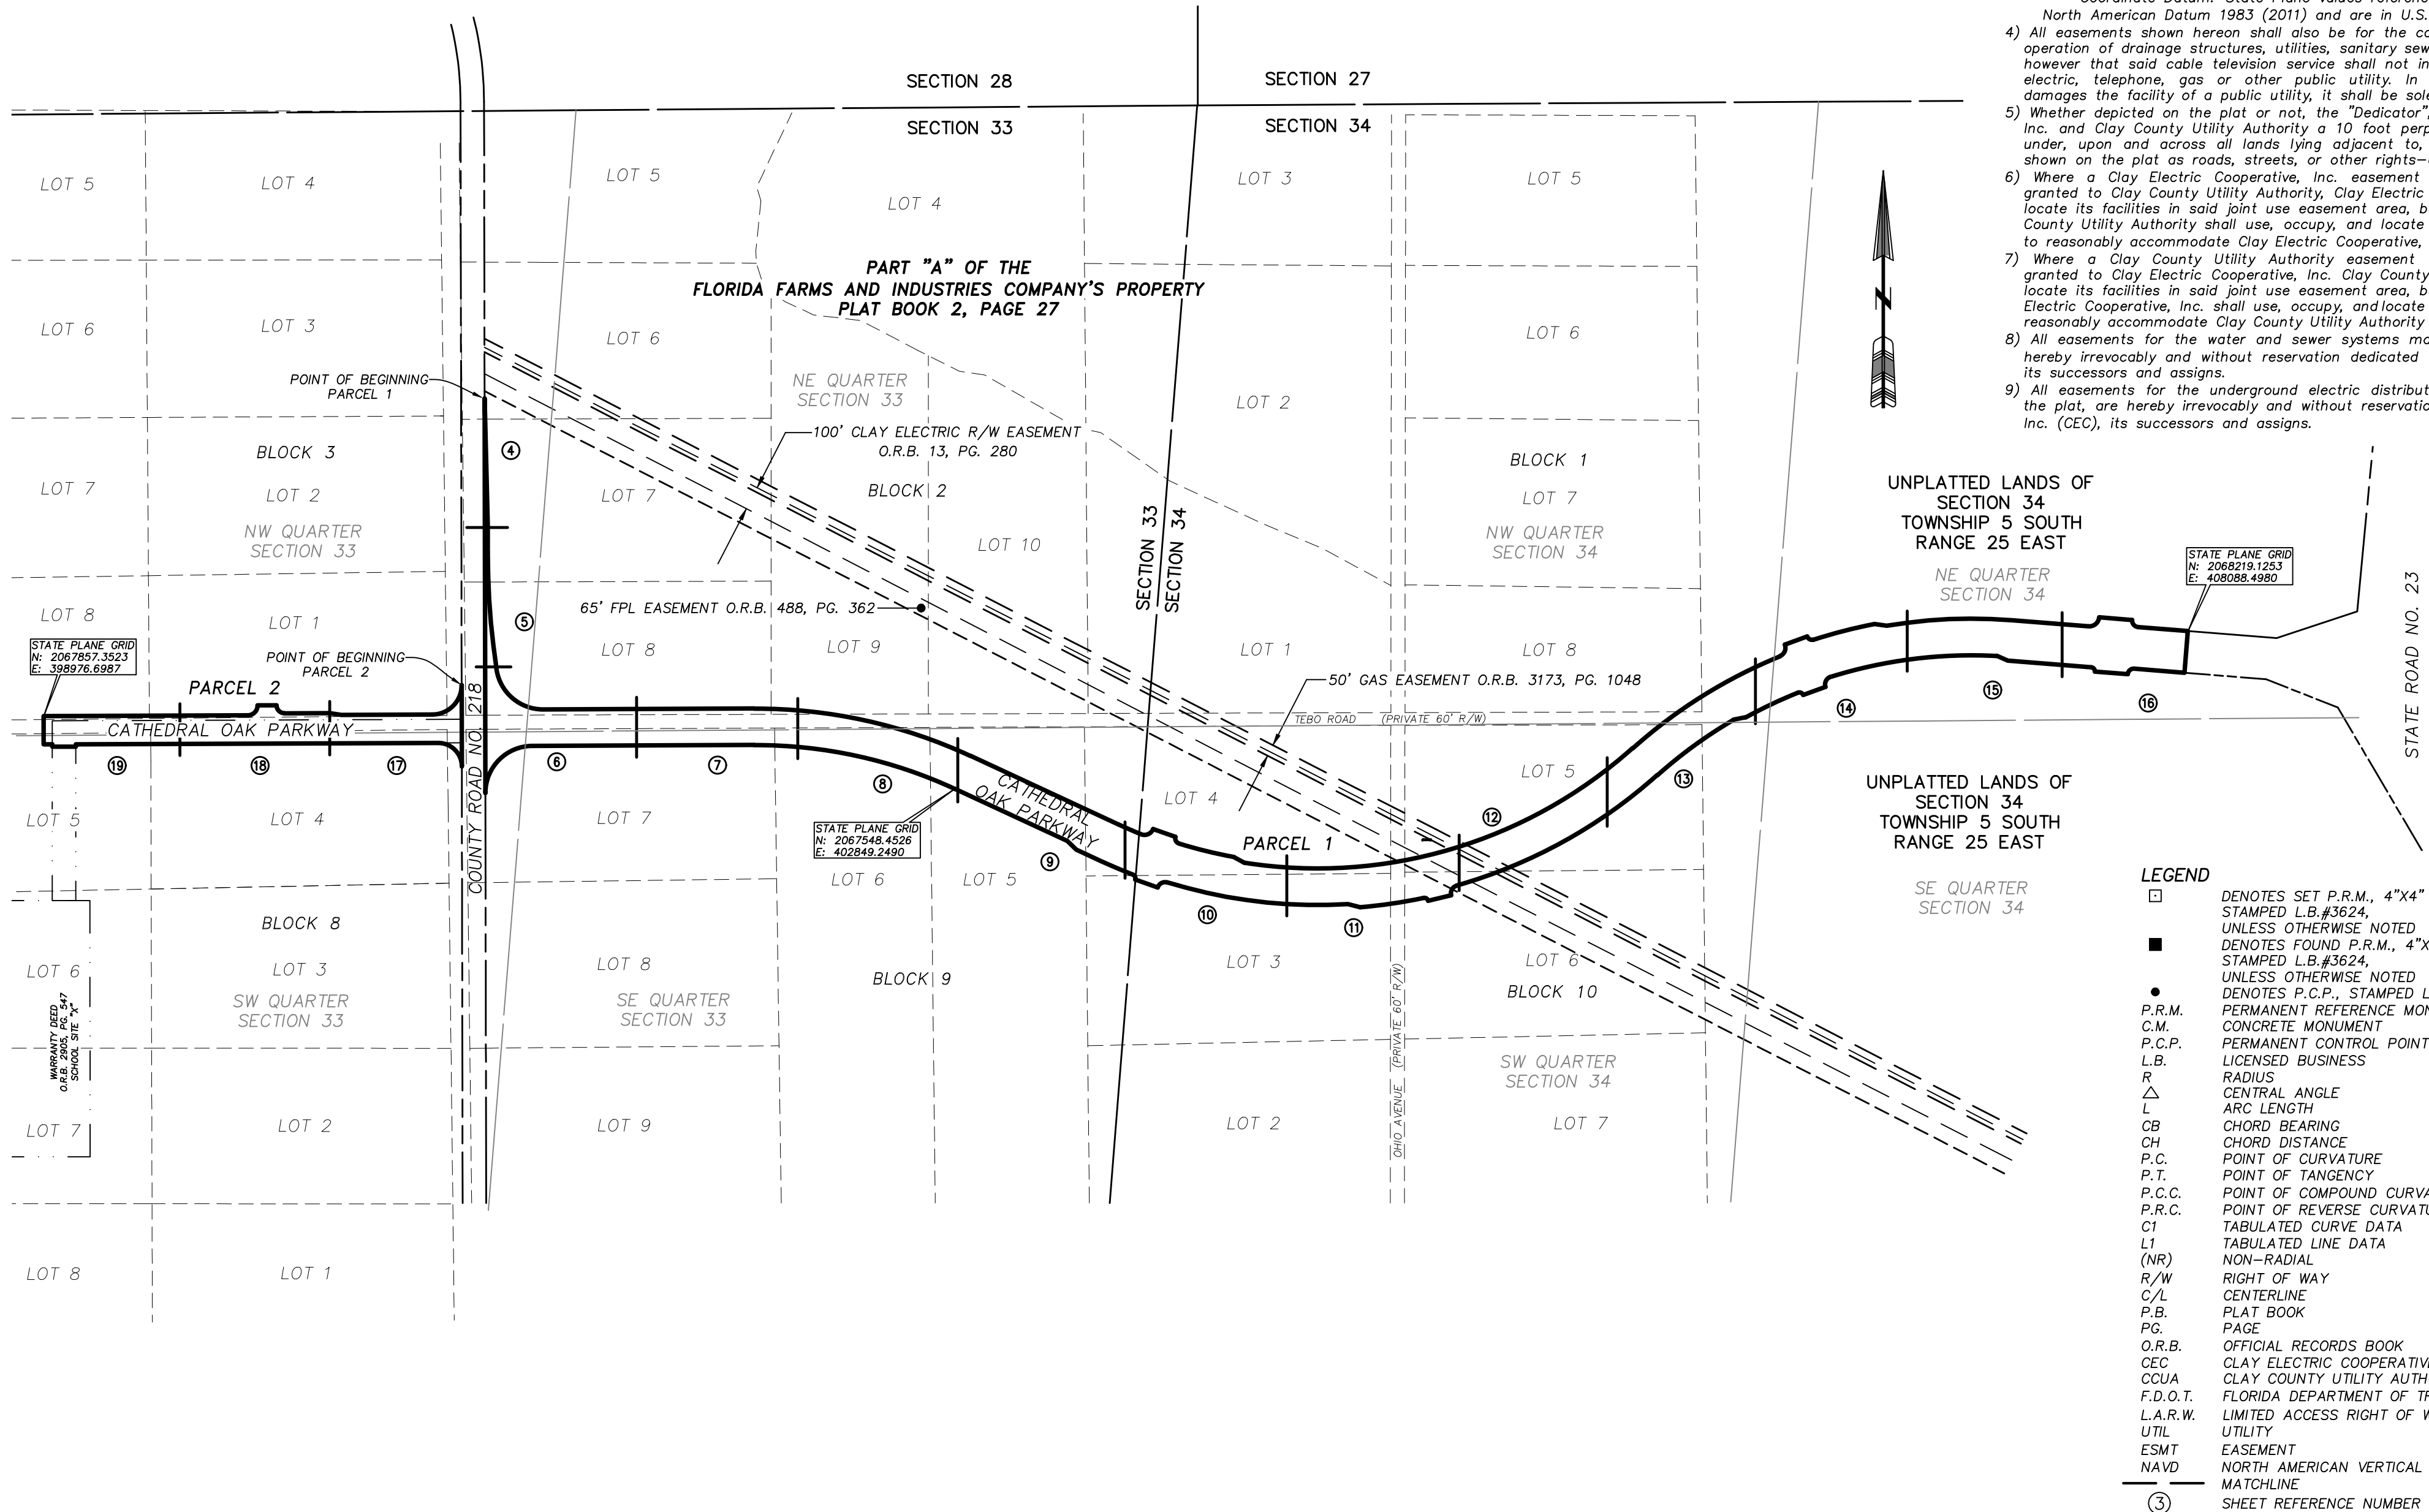 Coordinate Datum. State Plane values reference
North American Datum 1983 (2011) and are in U.S.
4) All easements shown hereon shall also be for the
operation of drainage structures, utilities, sanitary
however that said cable television service shall not
electric, telephone, gas or other public utility. In
damages the facility of a public utility, it shall be
5) Whether depicted on the plat or not, the "Dedicator",
Inc. and Clay County Utility Authority a 10 foot
under, upon and across all lands lying adjacent to,
shown on the plat as roads, streets, or other
6) Where a Clay Electric Cooperative, Inc. easement
granted to Clay County Utility Authority, Clay Electric
locate its facilities in said joint use easement area,
County Utility Authority shall use, occupy, and locate
to reasonably accommodate Clay Electric Cooperative,
7) Where a Clay County Utility Authority easement
granted to Clay Electric Cooperative, Inc. Clay County
locate its facilities in said joint use easement area,
Electric Cooperative, Inc. shall use, occupy, and locate
reasonably accommodate Clay County Utility Authority
8) All easements for the water and sewer systems
hereby irrevocably and without reservation dedicated
its successors and assigns.
9) All easements for the underground electric
the plat, are hereby irrevocably and without
Inc. (CEC), its successors and assigns.
SECTION 28
SECTION 27
SECTION 33
SECTION 34
LOT 5
LOT 4
LOT 5
LOT 4
LOT 3
LOT 5
PART "A" OF THE
FLORIDA FARMS AND INDUSTRIES COMPANY'S PROPERTY
PLAT BOOK 2, PAGE 27
N
LOT 6
LOT 3
LOT 6
LOT 6
POINT OF BEGINNING
PARCEL 1
NE QUARTER
SECTION 33
LOT 2
100' CLAY ELECTRIC R/W EASEMENT
O.R.B. 13, PG. 280
4
BLOCK 3
BLOCK 1
LOT 7
LOT 2
LOT 7
BLOCK 2
LOT 7
NW QUARTER
SECTION 33
LOT 10
SECTION 33
SECTION 34
NW QUARTER
SECTION 34
UNPLATTED LANDS OF
SECTION 34
TOWNSHIP 5 SOUTH
RANGE 25 EAST
NE QUARTER
SECTION 34
STATE PLANE GRID
N: 2068219.1253
E: 408088.4980
STATE ROAD NO. 23
LOT 8
LOT 1
65' FPL EASEMENT O.R.B. 488, PG. 362
5
LOT 8
LOT 9
LOT 1
LOT 8
STATE PLANE GRID
N: 2067857.3523
E: 398976.6987
POINT OF BEGINNING
PARCEL 2
50' GAS EASEMENT O.R.B. 3173, PG. 1048
PARCEL 2
CATHEDRAL OAK PARKWAY
COUNTY ROAD NO. 218
TEBO ROAD (PRIVATE 60' R/W)
19
18
17
6
7
8
14
15
16
LOT 5
13
UNPLATTED LANDS OF
SECTION 34
TOWNSHIP 5 SOUTH
RANGE 25 EAST
LOT 5
LOT 4
LOT 7
CATHEDRAL
OAK PARKWAY
LOT 4
12
STATE PLANE GRID
N: 2067548.4526
E: 402849.2490
PARCEL 1
9
LOT 6
LOT 5
10
11
SE QUARTER
SECTION 34
BLOCK 8
LOT 6
LOT 3
LOT 8
BLOCK 9
LOT 3
LOT 6
BLOCK 10
SW QUARTER
SECTION 33
SE QUARTER
SECTION 33
WARRANTY DEED
O.R.B. 2905, PG. 547
SCHOOL SITE "X"
OHIO AVENUE (PRIVATE 60' R/W)
SW QUARTER
SECTION 34
LOT 7
LOT 2
LOT 9
LOT 2
LOT 7
LOT 8
LOT 1
LEGEND
DENOTES SET P.R.M., 4"X4"
STAMPED L.B.#3624,
UNLESS OTHERWISE NOTED
DENOTES FOUND P.R.M.,
STAMPED L.B.#3624,
UNLESS OTHERWISE NOTED
DENOTES P.C.P., STAMPED
P.R.M. PERMANENT REFERENCE
C.M. CONCRETE MONUMENT
P.C.P. PERMANENT CONTROL POINT
L.B. LICENSED BUSINESS
R RADIUS
△ CENTRAL ANGLE
L ARC LENGTH
CB CHORD BEARING
CH CHORD DISTANCE
P.C. POINT OF CURVATURE
P.T. POINT OF TANGENCY
P.C.C. POINT OF COMPOUND
P.R.C. POINT OF REVERSE
C1 TABULATED CURVE DATA
L1 TABULATED LINE DATA
(NR) NON-RADIAL
R/W RIGHT OF WAY
C/L CENTERLINE
P.B. PLAT BOOK
PG. PAGE
O.R.B. OFFICIAL RECORDS BOOK
CEC CLAY ELECTRIC
CCUA CLAY COUNTY UTILITY
F.D.O.T. FLORIDA DEPARTMENT OF
L.A.R.W. LIMITED ACCESS RIGHT OF
UTIL UTILITY
ESMT EASEMENT
NAVD NORTH AMERICAN VERTICAL
MATCHLINE
3 SHEET REFERENCE NUMBER